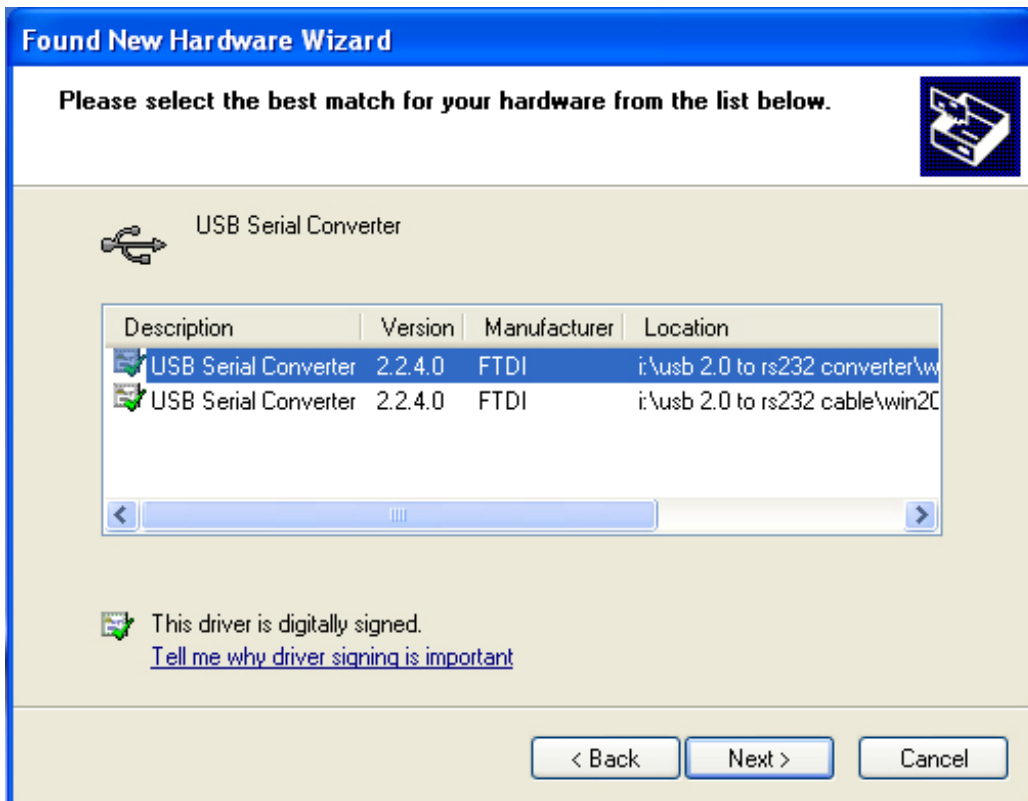 Found New Hardware Wizard
Please select the best match for your hardware from the list below.
USB Serial Converter
Description Version Manufacturer Location
USB Serial Converter 2.2.4.0 FTDI i:\usb 2.0 to rs232 converter\w
USB Serial Converter 2.2.4.0 FTDI i:\usb 2.0 to rs232 cable\win20
This driver is digitally signed.
Tell me why driver signing is important
< Back Next > Cancel